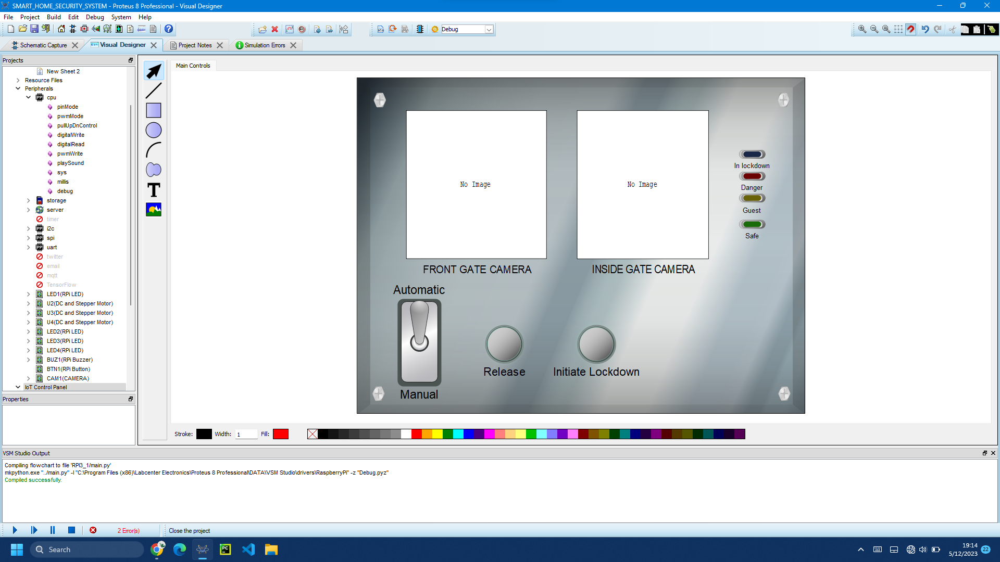 SMART_HOME_SECURITY_SYSTEM - Proteus 8 Professional - Visual Designer
File Project Build Edit Debug System Help
Debug
Schematic Capture
Visual Designer
Project Notes
Simulation Errors
Projects
New Sheet 2
Resource Files
Peripherals
cpu
pinMode
pwmMode
pullUpDnControl
digitalWrite
digitalRead
pwmWrite
playSound
sys
millis
debug
storage
server
timer
i2c
spi
uart
twitter
email
mqtt
TensorFlow
LED1(RPi LED)
U2(DC and Stepper Motor)
U3(DC and Stepper Motor)
U4(DC and Stepper Motor)
LED2(RPi LED)
LED3(RPi LED)
LED4(RPi LED)
BUZ1(RPi Buzzer)
BTN1(RPi Button)
CAM1(CAMERA)
IoT Control Panel
Properties
Main Controls
No Image
No Image
In lockdown
Danger
Guest
Safe
FRONT GATE CAMERA
INSIDE GATE CAMERA
Automatic
Manual
Release
Initiate Lockdown
Stroke:
Width: 1
Fill:
VSM Studio Output
Compiling flowchart to file 'RPI3_1/main.py'
mkpython.exe "../main.py" -l "C:\Program Files (x86)\Labcenter Electronics\Proteus 8 Professional\DATA\VSM Studio\drivers\RaspberryPi" -z "Debug.pyz"
Compiled successfully.
2 Error(s)
Close the project
Search
19:14
5/12/2023
22